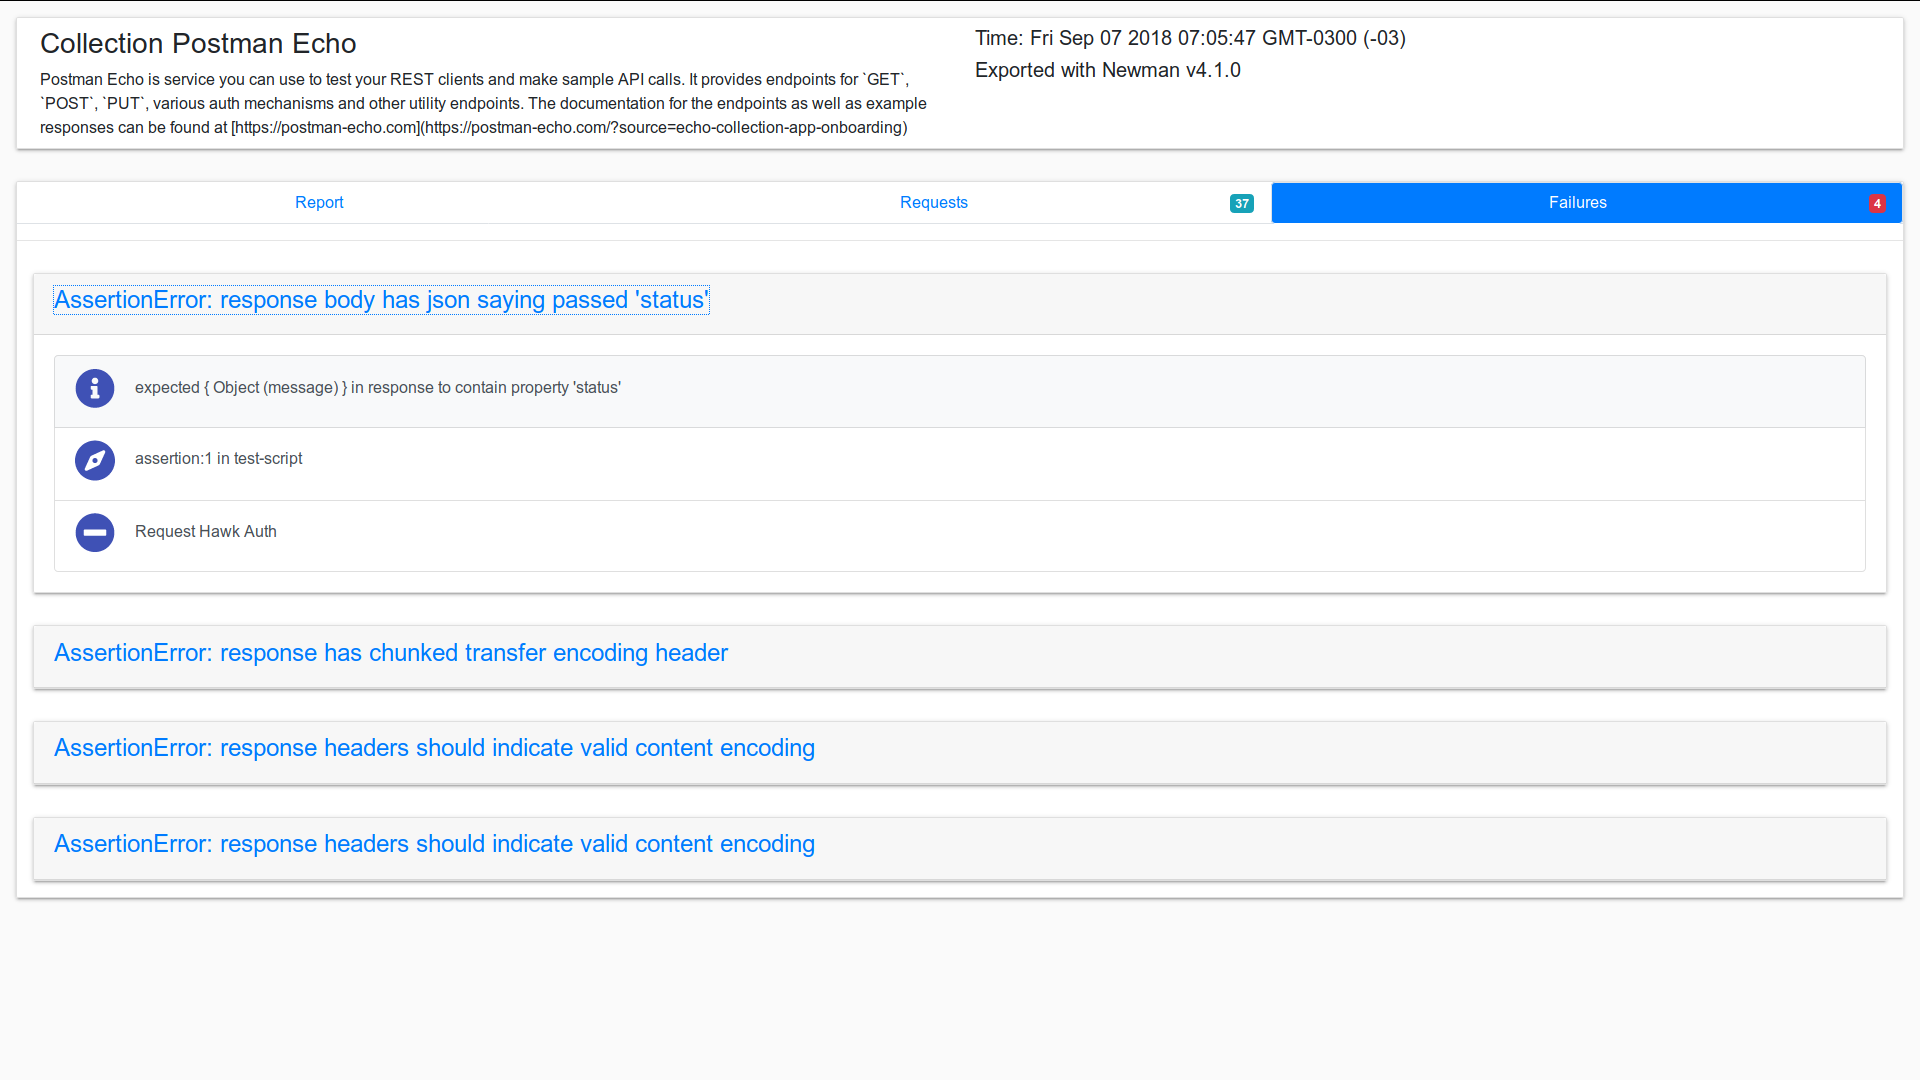 Collection Postman Echo
Postman Echo is service you can use to test your REST clients and make sample API calls. It provides endpoints for `GET`,
`POST`, `PUT`, various auth mechanisms and other utility endpoints. The documentation for the endpoints as well as example
responses can be found at [https://postman-echo.com](https://postman-echo.com/?source=echo-collection-app-onboarding)
Time: Fri Sep 07 2018 07:05:47 GMT-0300 (-03)
Exported with Newman v4.1.0
Report
Requests 37
Failures 4
AssertionError: response body has json saying passed 'status'
expected { Object (message) } in response to contain property 'status'
assertion:1 in test-script
Request Hawk Auth
AssertionError: response has chunked transfer encoding header
AssertionError: response headers should indicate valid content encoding
AssertionError: response headers should indicate valid content encoding